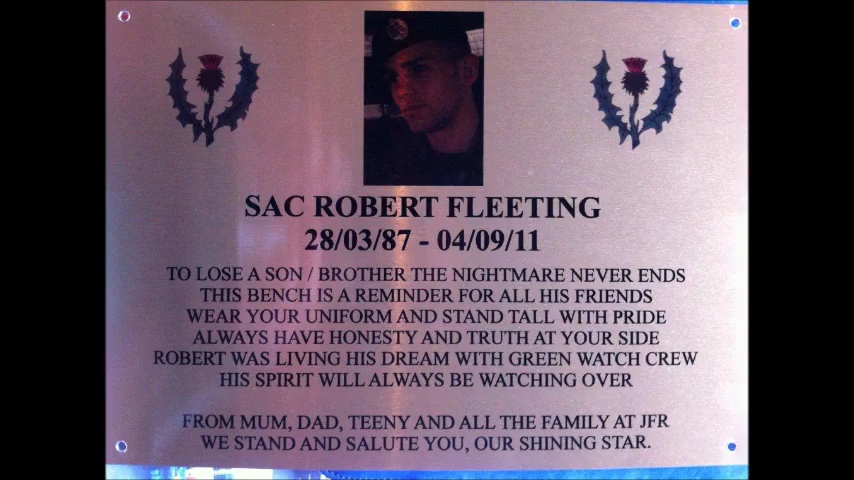 SAC ROBERT FLEETING
28/03/87 - 04/09/11
TO LOSE A SON / BROTHER THE NIGHTMARE NEVER ENDS
THIS BENCH IS A REMINDER FOR ALL HIS FRIENDS
WEAR YOUR UNIFORM AND STAND TALL WITH PRIDE
ALWAYS HAVE HONESTY AND TRUTH AT YOUR SIDE
ROBERT WAS LIVING HIS DREAM WITH GREEN WATCH CREW
HIS SPIRIT WILL ALWAYS BE WATCHING OVER
FROM MUM, DAD, TEENY AND ALL THE FAMILY AT JFR
WE STAND AND SALUTE YOU, OUR SHINING STAR.